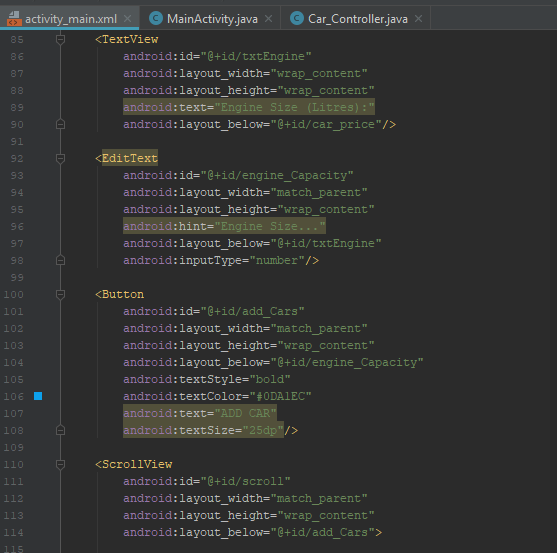 activity_main.xml × MainActivity.java × Car_Controller.java ×
85 <TextView
86 android:id="@+id/txtEngine"
87 android:layout_width="wrap_content"
88 android:layout_height="wrap_content"
89 android:text="Engine Size (Litres):"
90 android:layout_below="@+id/car_price"/>
91
92 <EditText
93 android:id="@+id/engine_Capacity"
94 android:layout_width="match_parent"
95 android:layout_height="wrap_content"
96 android:hint="Engine Size..."
97 android:layout_below="@+id/txtEngine"
98 android:inputType="number"/>
99
100 <Button
101 android:id="@+id/add_Cars"
102 android:layout_width="match_parent"
103 android:layout_height="wrap_content"
104 android:layout_below="@+id/engine_Capacity"
105 android:textStyle="bold"
106 android:textColor="#0DA1EC"
107 android:text="ADD CAR"
108 android:textSize="25dp"/>
109
110 <ScrollView
111 android:id="@+id/scroll"
112 android:layout_width="match_parent"
113 android:layout_height="wrap_content"
114 android:layout_below="@+id/add_Cars">
115